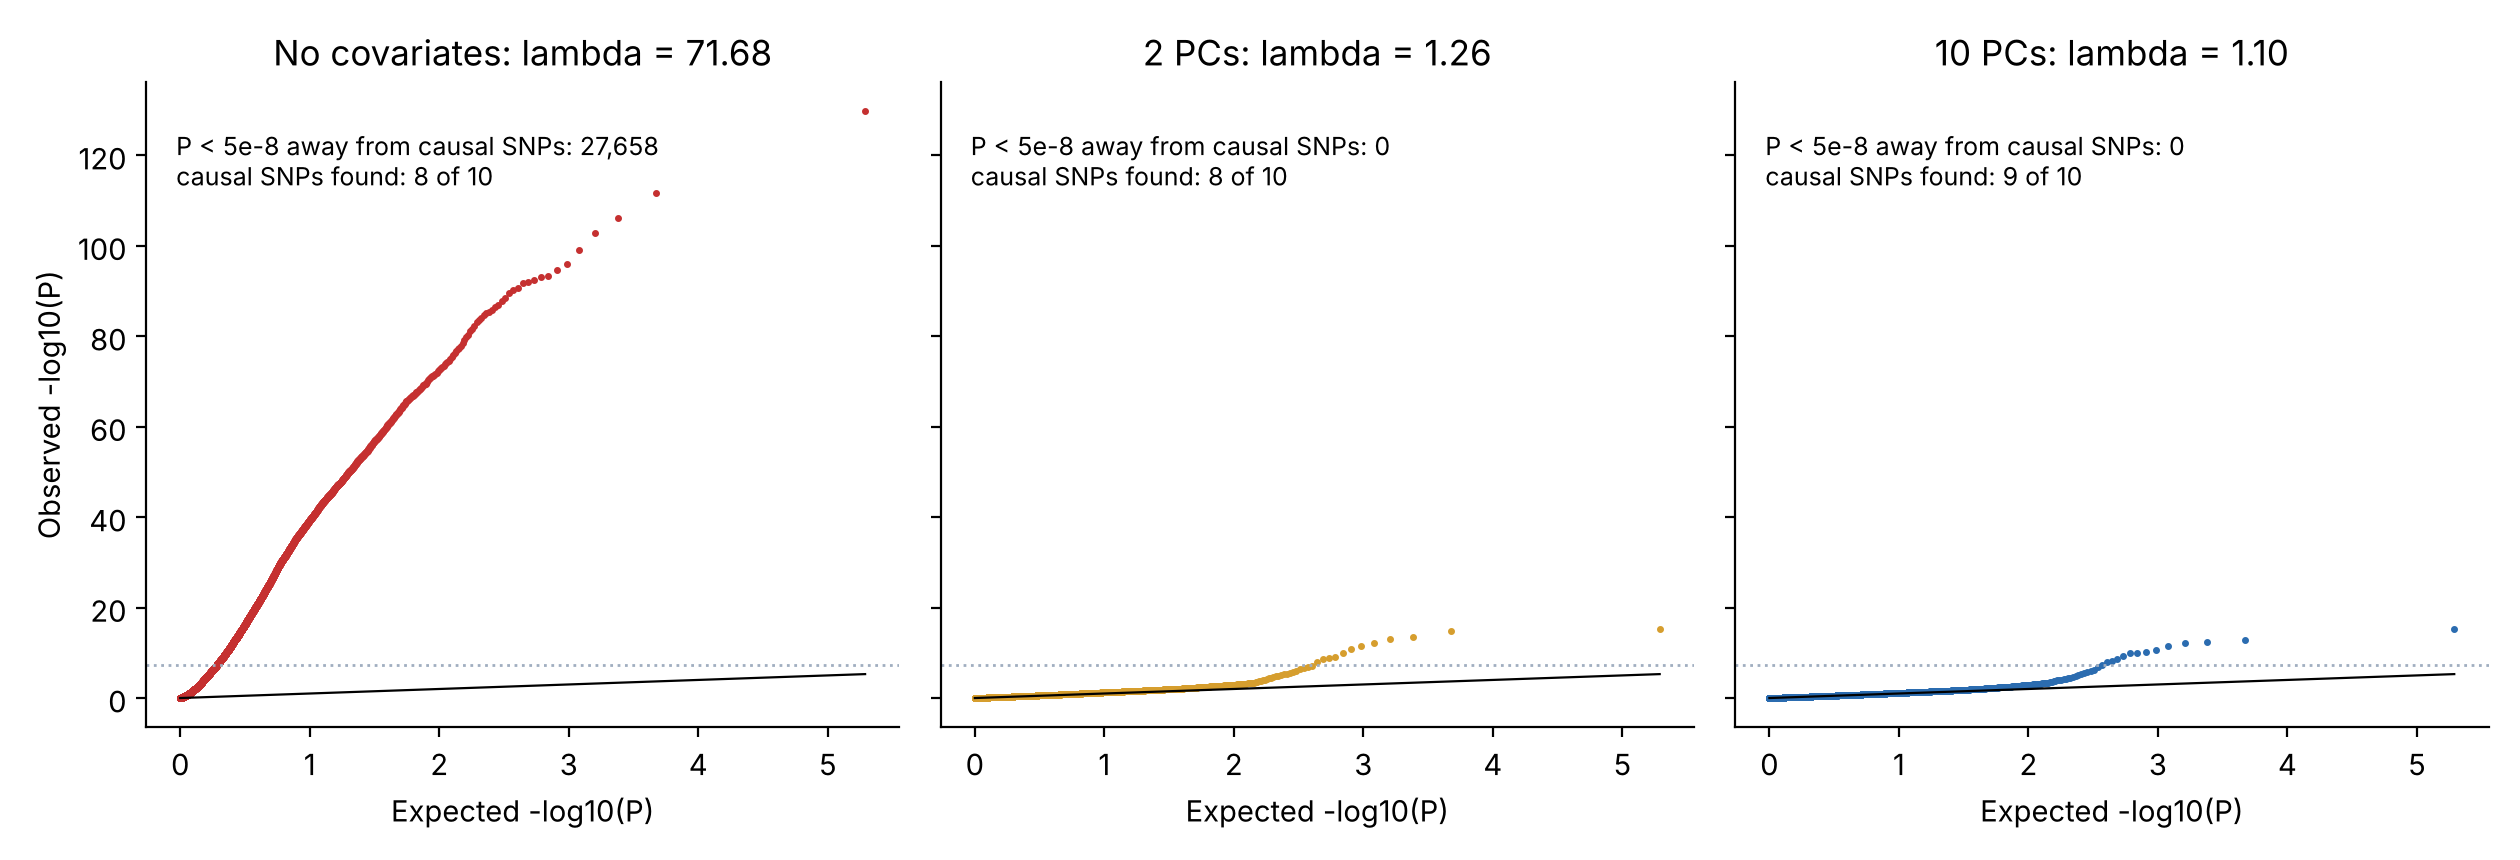 No covariates: lambda = 71.68
P < 5e-8 away from causal SNPs: 27,658
causal SNPs found: 8 of 10
Observed -log10(P)
120
100
80
60
40
20
0
0 1 2 3 4 5
Expected -log10(P)
2 PCs: lambda = 1.26
P < 5e-8 away from causal SNPs: 0
causal SNPs found: 8 of 10
0 1 2 3 4 5
Expected -log10(P)
10 PCs: lambda = 1.10
P < 5e-8 away from causal SNPs: 0
causal SNPs found: 9 of 10
0 1 2 3 4 5
Expected -log10(P)